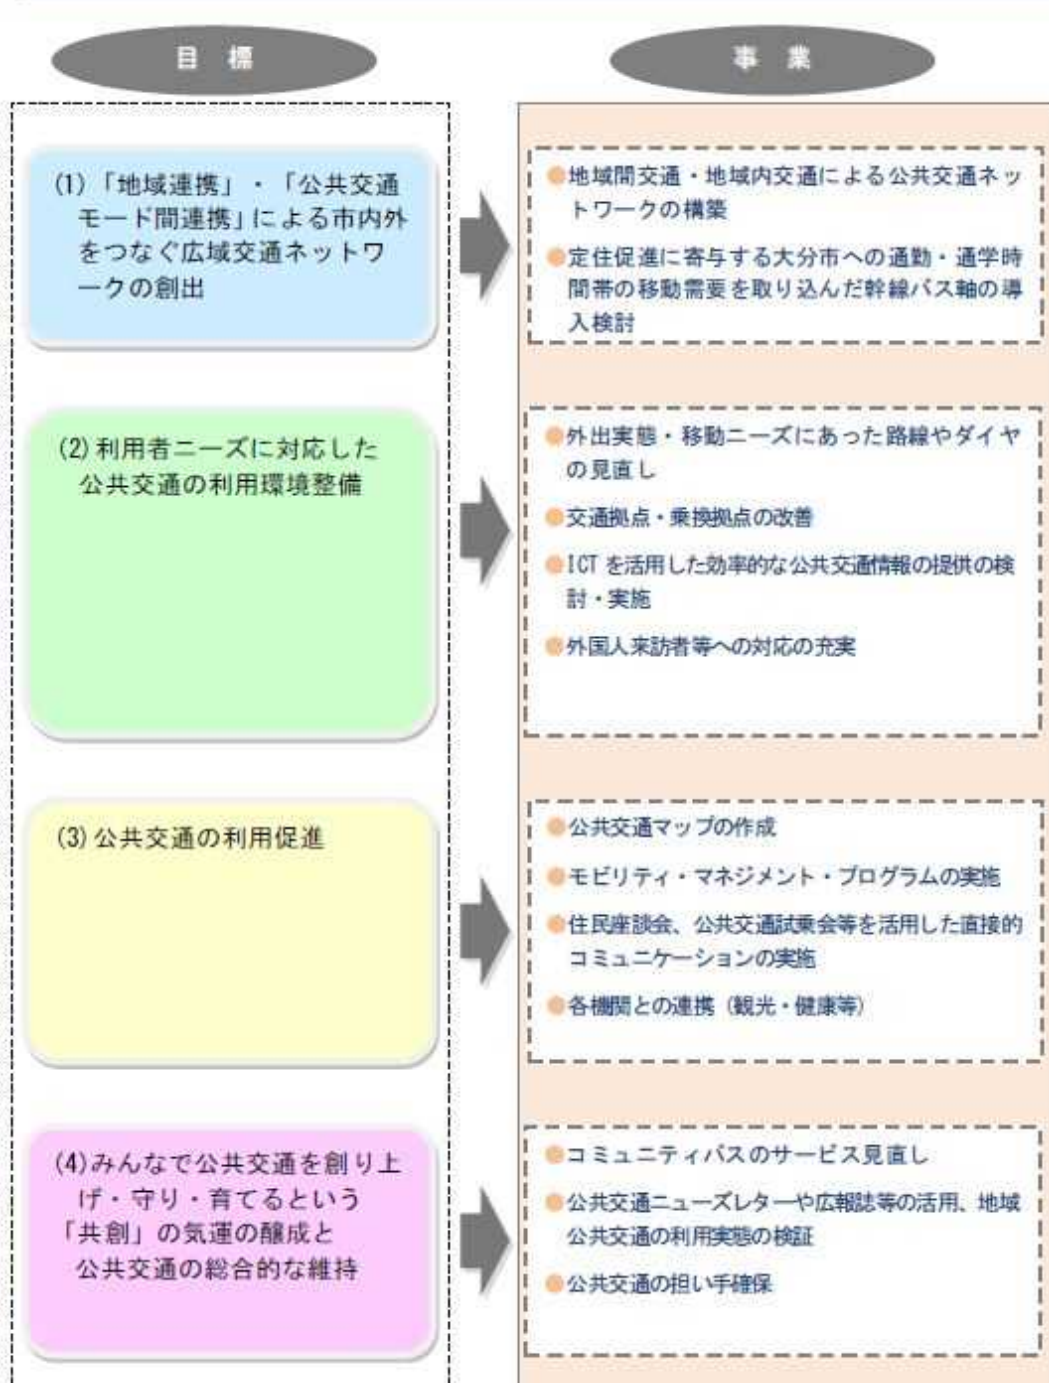 目 標
事 業
(1)「地域連携」・「公共交通
モード間連携」による市内外
をつなぐ広域交通ネットワ
ークの創出
●地域間交通・地域内交通による公共交通ネッ
トワークの構築
●定住促進に寄与する大分市への通勤・通学時
間帯の移動需要を取り込んだ幹線バス軸の導
入検討
(2)利用者ニーズに対応した
公共交通の利用環境整備
●外出実態・移動ニーズにあった路線やダイヤ
の見直し
●交通拠点・乗換拠点の改善
●ICT を活用した効率的な公共交通情報の提供の検
討・実施
●外国人来訪者等への対応の充実
(3)公共交通の利用促進
●公共交通マップの作成
●モビリティ・マネジメント・プログラムの実施
●住民座談会、公共交通試乗会等を活用した直接的
コミュニケーションの実施
●各機関との連携（観光・健康等）
(4)みんなで公共交通を創り上
げ・守り・育てるという
「共創」の気運の醸成と
公共交通の総合的な維持
●コミュニティバスのサービス見直し
●公共交通ニューズレターや広報誌等の活用、地域
公共交通の利用実態の検証
●公共交通の担い手確保